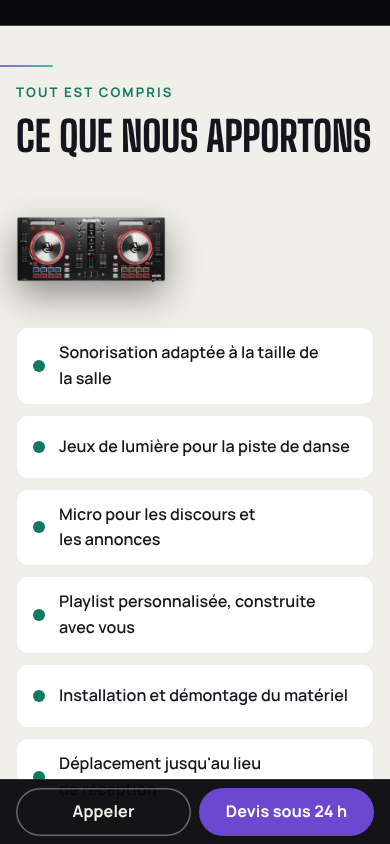 TOUT EST COMPRIS
CE QUE NOUS APPORTONS
Sonorisation adaptée à la taille de
la salle
Jeux de lumière pour la piste de danse
Micro pour les discours et
les annonces
Playlist personnalisée, construite
avec vous
Installation et démontage du matériel
Déplacement jusqu'au lieu
de réception
Appeler
Devis sous 24 h